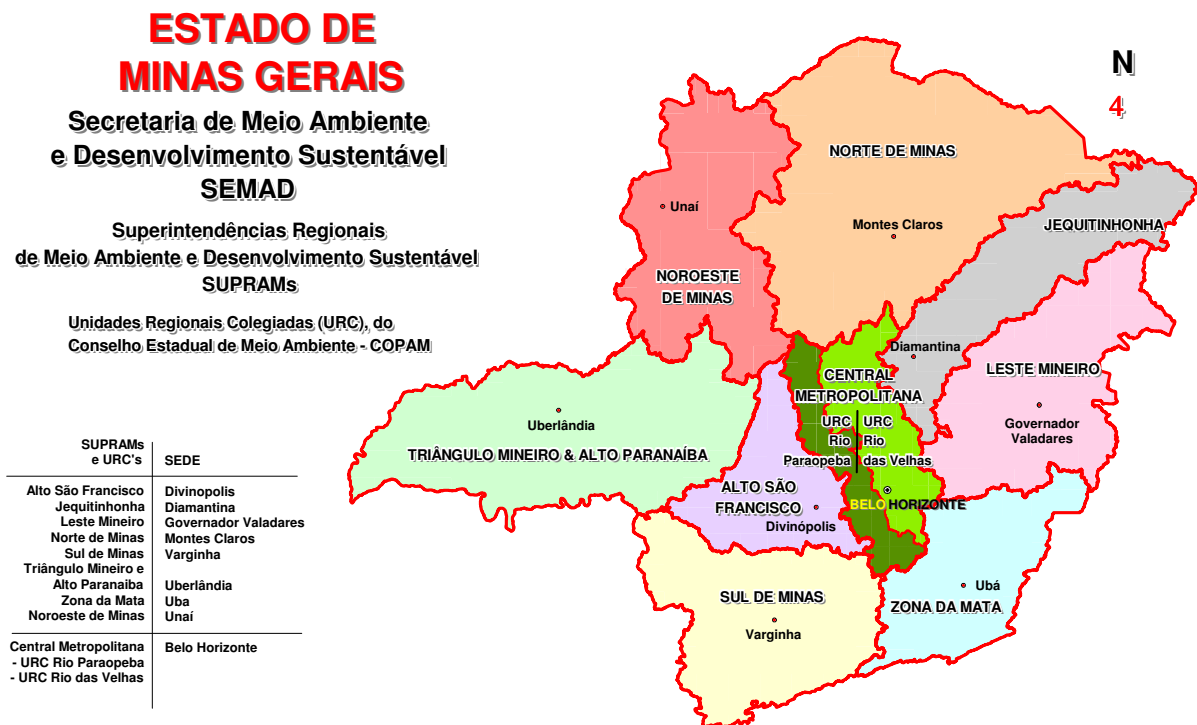 ESTADO DE
MINAS GERAIS
Secretaria de Meio Ambiente
e Desenvolvimento Sustentável
SEMAD
Superintendências Regionais
de Meio Ambiente e Desenvolvimento Sustentável
SUPRAMs
Unidades Regionais Colegiadas (URC), do
Conselho Estadual de Meio Ambiente - COPAM
SUPRAMs
e URC's SEDE
Alto São Francisco Divinopolis
Jequitinhonha Diamantina
Leste Mineiro Governador Valadares
Norte de Minas Montes Claros
Sul de Minas Varginha
Triângulo Mineiro e
Alto Paranaiba Uberlândia
Zona da Mata Uba
Noroeste de Minas Unaí
Central Metropolitana Belo Horizonte
- URC Rio Paraopeba
- URC Rio das Velhas
N
4
NORTE DE MINAS
Montes Claros
Unaí
NOROESTE
DE MINAS
JEQUITINHONHA
Diamantina
LESTE MINEIRO
Governador
Valadares
CENTRAL
METROPOLITANA
URC
Rio
Paraopeba
URC
Rio
das Velhas
BELO HORIZONTE
Uberlândia
TRIÂNGULO MINEIRO & ALTO PARANAÍBA
ALTO SÃO
FRANCISCO
Divinópolis
SUL DE MINAS
Varginha
Ubá
ZONA DA MATA